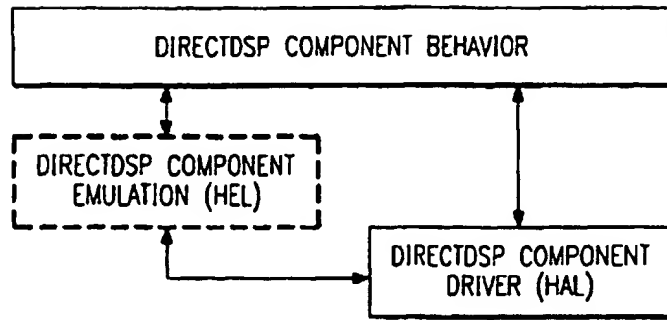 DIRECTDSP COMPONENT BEHAVIOR
DIRECTDSP COMPONENT
EMULATION (HEL)
DIRECTDSP COMPONENT
DRIVER (HAL)